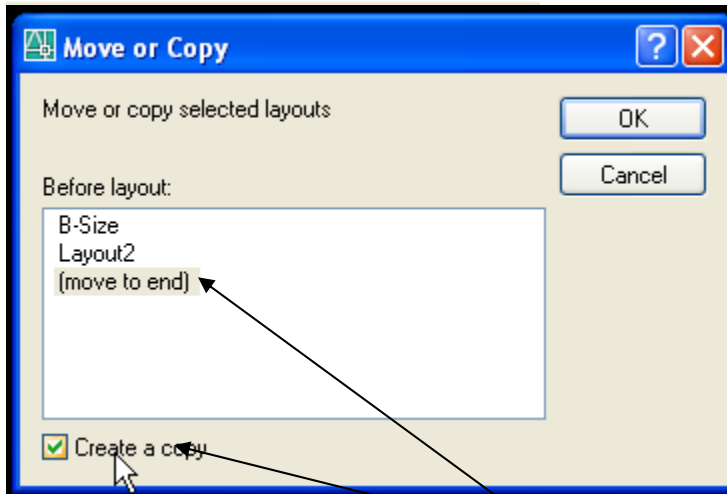 Move or Copy
Move or copy selected layouts
OK
Cancel
Before layout:
B-Size
Layout2
(move to end)
Create a copy